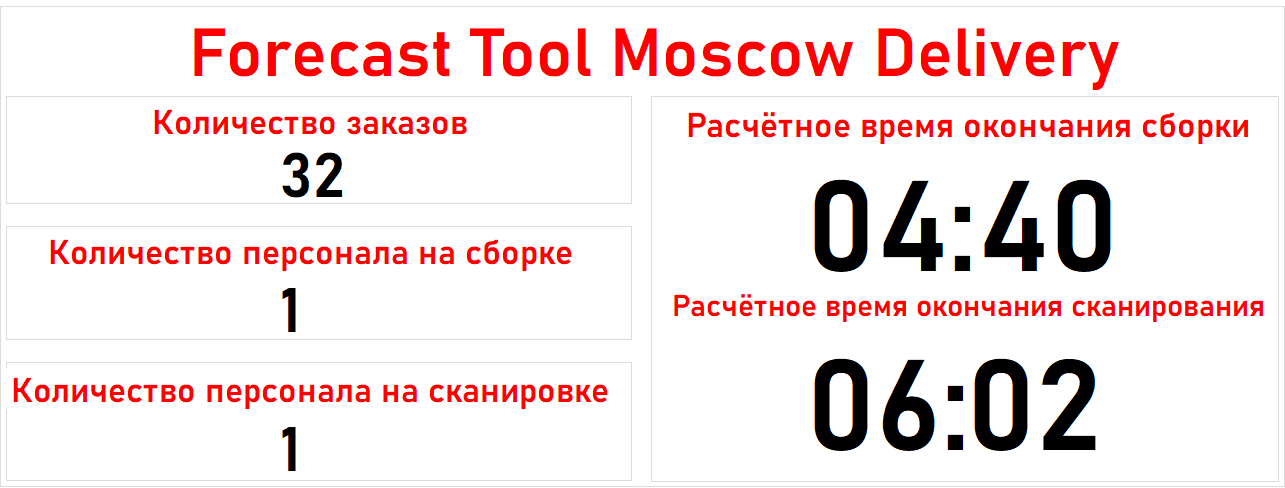 Forecast Tool Moscow Delivery
Количество заказов
32
Количество персонала на сборке
1
Количество персонала на сканировке
1
Расчётное время окончания сборки
04:40
Расчётное время окончания сканирования
06:02